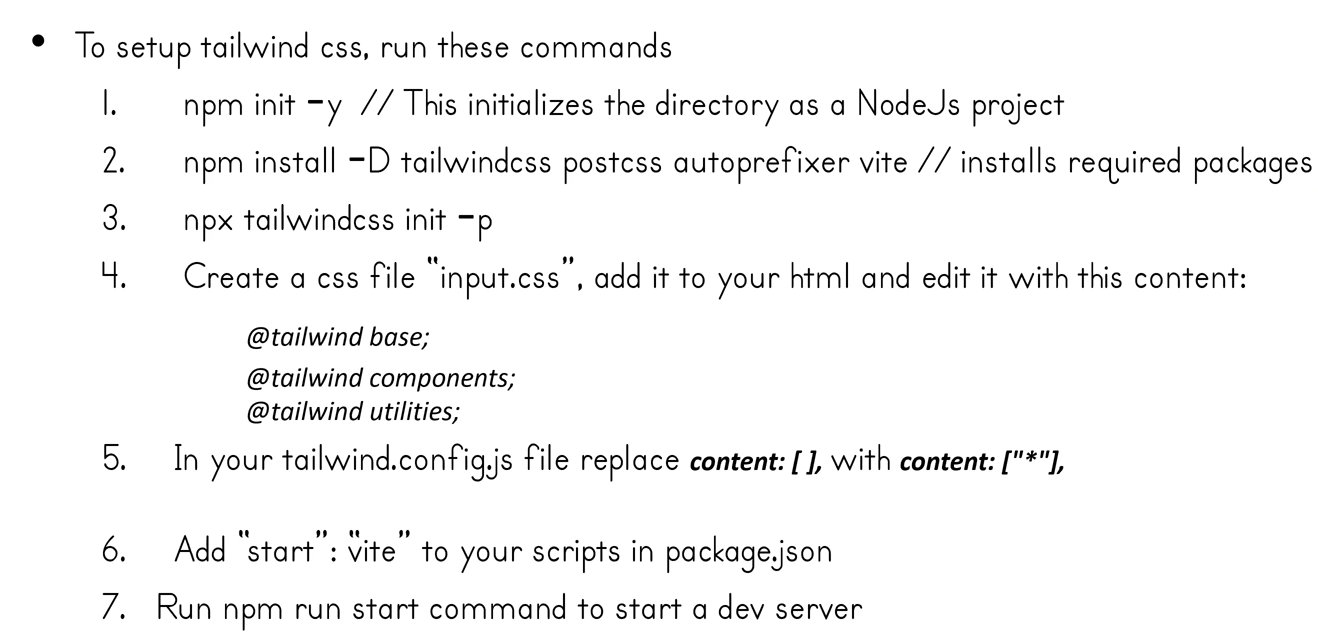 • To setup tailwind css, run these commands
1. npm init -y // This initializes the directory as a NodeJs project
2. npm install -D tailwindcss postcss autoprefixer vite // installs required packages
3. npx tailwindcss init -p
4. Create a css file "input.css", add it to your html and edit it with this content:
@tailwind base;
@tailwind components;
@tailwind utilities;
5. In your tailwind.config.js file replace content: [ ], with content: ["*"],
6. Add "start": "vite" to your scripts in package.json
7. Run npm run start command to start a dev server